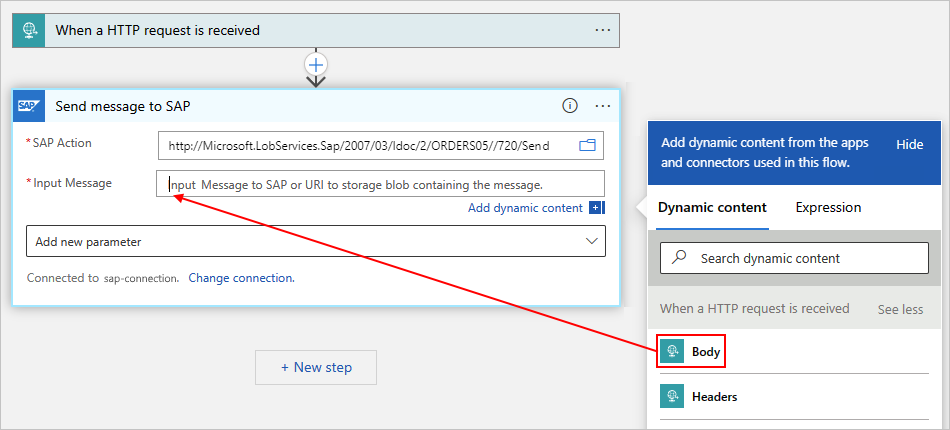 When a HTTP request is received
SAP Send message to SAP
*SAP Action http://Microsoft.LobServices.Sap/2007/03/Idoc/2/ORDERS05//720/Send
*Input Message Input Message to SAP or URI to storage blob containing the message.
Add dynamic content
Add new parameter
Connected to sap-connection. Change connection.
+ New step
Add dynamic content from the apps
and connectors used in this flow.
Hide
Dynamic content Expression
Search dynamic content
When a HTTP request is received See less
Body
Headers